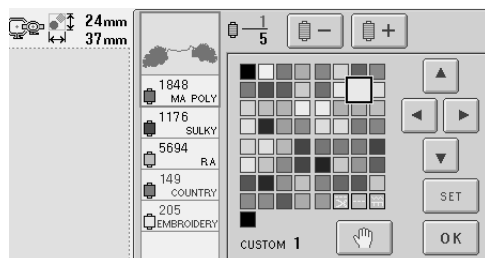 24mm
37mm
1
5
−
+
1848
MA POLY
1176
SULKY
5694
RA
149
COUNTRY
205
EMBROIDERY
CUSTOM 1
SET
OK